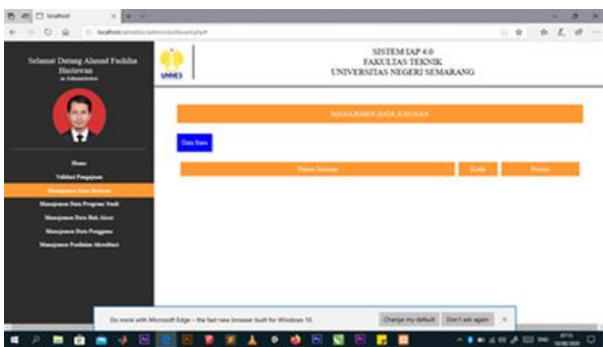 localhost
Selamat Datang Ahmad Fashiha
Hastawan
as Administrator
UNNES
SISTEM IAP 4.0
FAKULTAS TEKNIK
UNIVERSITAS NEGERI SEMARANG
MANAJEMEN DATA JURUSAN
Data Baru
Nama Jurusan
Kode
Proses
Home
Validasi Pengajuan
Manajemen Data Jurusan
Manajemen Data Program Studi
Manajemen Data Hak Akses
Manajemen Data Pengguna
Manajemen Penilaian Akreditasi
Do more with Microsoft Edge – the fast new browser built for Windows 10.
Change my default
Don't ask again